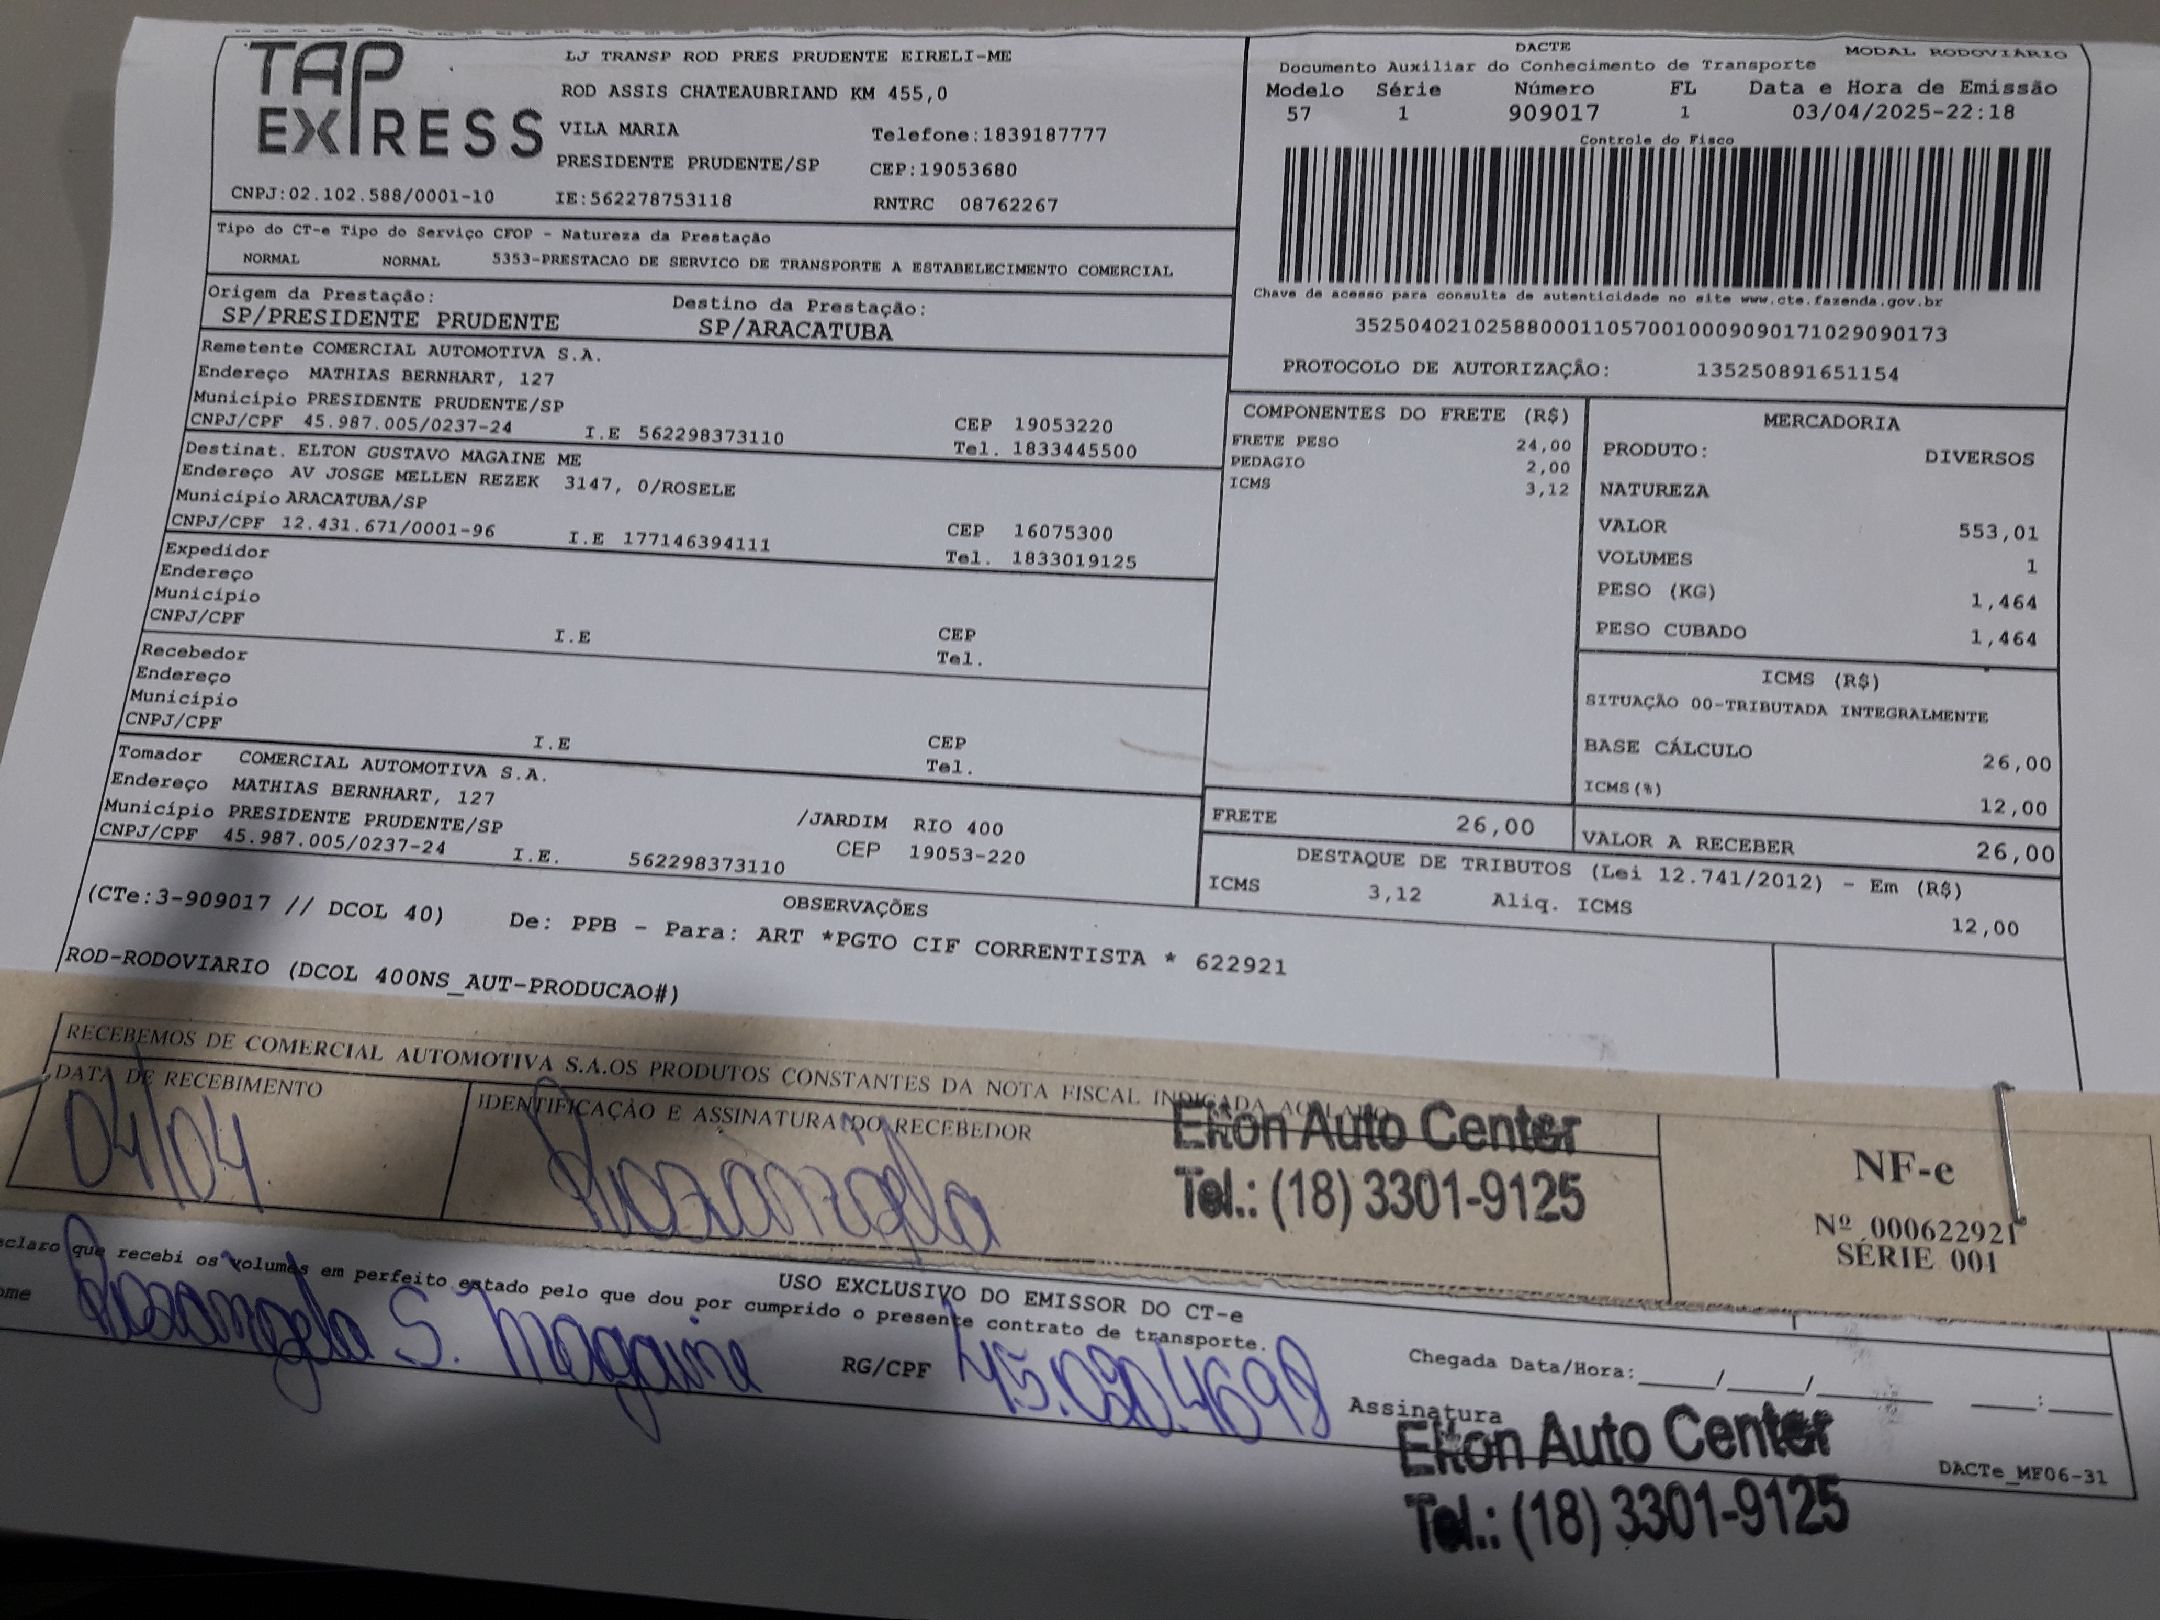 TAP EXPRESS
LJ TRANSP ROD PRES PRUDENTE EIRELI-ME
ROD ASSIS CHATEAUBRIAND KM 455,0
VILA MARIA Telefone:1839187777
PRESIDENTE PRUDENTE/SP CEP:19053680
CNPJ:02.102.588/0001-10 IE:562278753118 RNTRC 08762267
DACTE MODAL RODOVIÁRIO
Documento Auxiliar do Conhecimento de Transporte
Modelo Série Número FL Data e Hora de Emissão
57 1 909017 1 03/04/2025-22:18
Controle do Fisco
Chave de acesso para consulta de autenticidade no site www.cte.fazenda.gov.br
35250402102588000110570010009090171029090173
PROTOCOLO DE AUTORIZAÇÃO: 135250891651154
Tipo do CT-e Tipo do Serviço CFOP - Natureza da Prestação
NORMAL NORMAL 5353-PRESTACAO DE SERVICO DE TRANSPORTE A ESTABELECIMENTO COMERCIAL
Origem da Prestação: Destino da Prestação:
SP/PRESIDENTE PRUDENTE SP/ARACATUBA
Remetente COMERCIAL AUTOMOTIVA S.A.
Endereço MATHIAS BERNHART, 127
Município PRESIDENTE PRUDENTE/SP CEP 19053220
CNPJ/CPF 45.987.005/0237-24 I.E 562298373110 Tel. 1833445500
Destinat. ELTON GUSTAVO MAGAINE ME
Endereço AV JOSGE MELLEN REZEK 3147, 0/ROSELE
Município ARACATUBA/SP CEP 16075300
CNPJ/CPF 12.431.671/0001-96 I.E 177146394111 Tel. 1833019125
Expedidor
Endereço
Município CEP
CNPJ/CPF I.E Tel.
Recebedor
Endereço
Município CEP
CNPJ/CPF I.E Tel.
Tomador COMERCIAL AUTOMOTIVA S.A.
Endereço MATHIAS BERNHART, 127 /JARDIM RIO 400
Município PRESIDENTE PRUDENTE/SP CEP 19053-220
CNPJ/CPF 45.987.005/0237-24 I.E. 562298373110
COMPONENTES DO FRETE (R$)
FRETE PESO 24,00
PEDAGIO 2,00
ICMS 3,12
MERCADORIA
PRODUTO: DIVERSOS
NATUREZA
VALOR 553,01
VOLUMES 1
PESO (KG) 1,464
PESO CUBADO 1,464
ICMS (R$)
SITUAÇÃO 00-TRIBUTADA INTEGRALMENTE
BASE CÁLCULO 26,00
ICMS(%) 12,00
FRETE 26,00 VALOR A RECEBER 26,00
DESTAQUE DE TRIBUTOS (Lei 12.741/2012) - Em (R$)
ICMS 3,12 Aliq. ICMS 12,00
OBSERVAÇÕES
(CTe:3-909017 // DCOL 40) De: PPB - Para: ART *PGTO CIF CORRENTISTA * 622921
ROD-RODOVIARIO (DCOL 400NS_AUT-PRODUCAO#)
RECEBEMOS DE COMERCIAL AUTOMOTIVA S.A.OS PRODUTOS CONSTANTES DA NOTA FISCAL INDICADA AO LADO
DATA DE RECEBIMENTO IDENTIFICAÇÃO E ASSINATURA DO RECEBEDOR
04/04 Rosangela
Elton Auto Center
Tel.: (18) 3301-9125
NF-e
Nº 000622921
SÉRIE 001
USO EXCLUSIVO DO EMISSOR DO CT-e
eclaro que recebi os volumes em perfeito estado pelo que dou por cumprido o presente contrato de transporte.
ome Rosangela S. Magaine RG/CPF Chegada Data/Hora:____/____/______ ___:___
Assinatura
Elton Auto Center
Tel.: (18) 3301-9125
DACTe_MF06-31